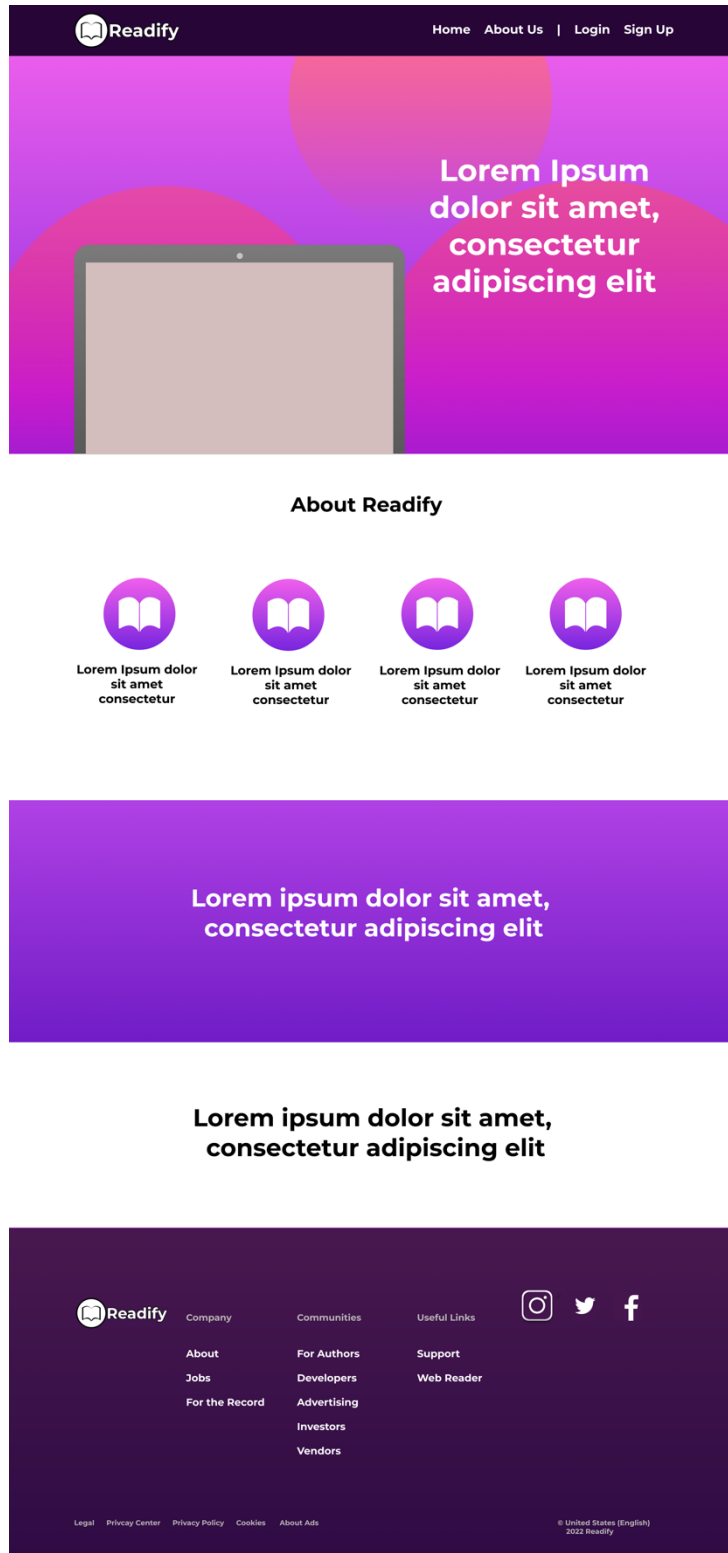 Readify
Home About Us | Login Sign Up
Lorem Ipsum
dolor sit amet,
consectetur
adipiscing elit
About Readify
Lorem Ipsum dolor
sit amet
consectetur
Lorem Ipsum dolor
sit amet
consectetur
Lorem Ipsum dolor
sit amet
consectetur
Lorem Ipsum dolor
sit amet
consectetur
Lorem ipsum dolor sit amet,
consectetur adipiscing elit
Lorem ipsum dolor sit amet,
consectetur adipiscing elit
Readify
Company
About
Jobs
For the Record
Communities
For Authors
Developers
Advertising
Investors
Vendors
Useful Links
Support
Web Reader
Legal Privcay Center Privacy Policy Cookies About Ads
© United States (English)
2022 Readify